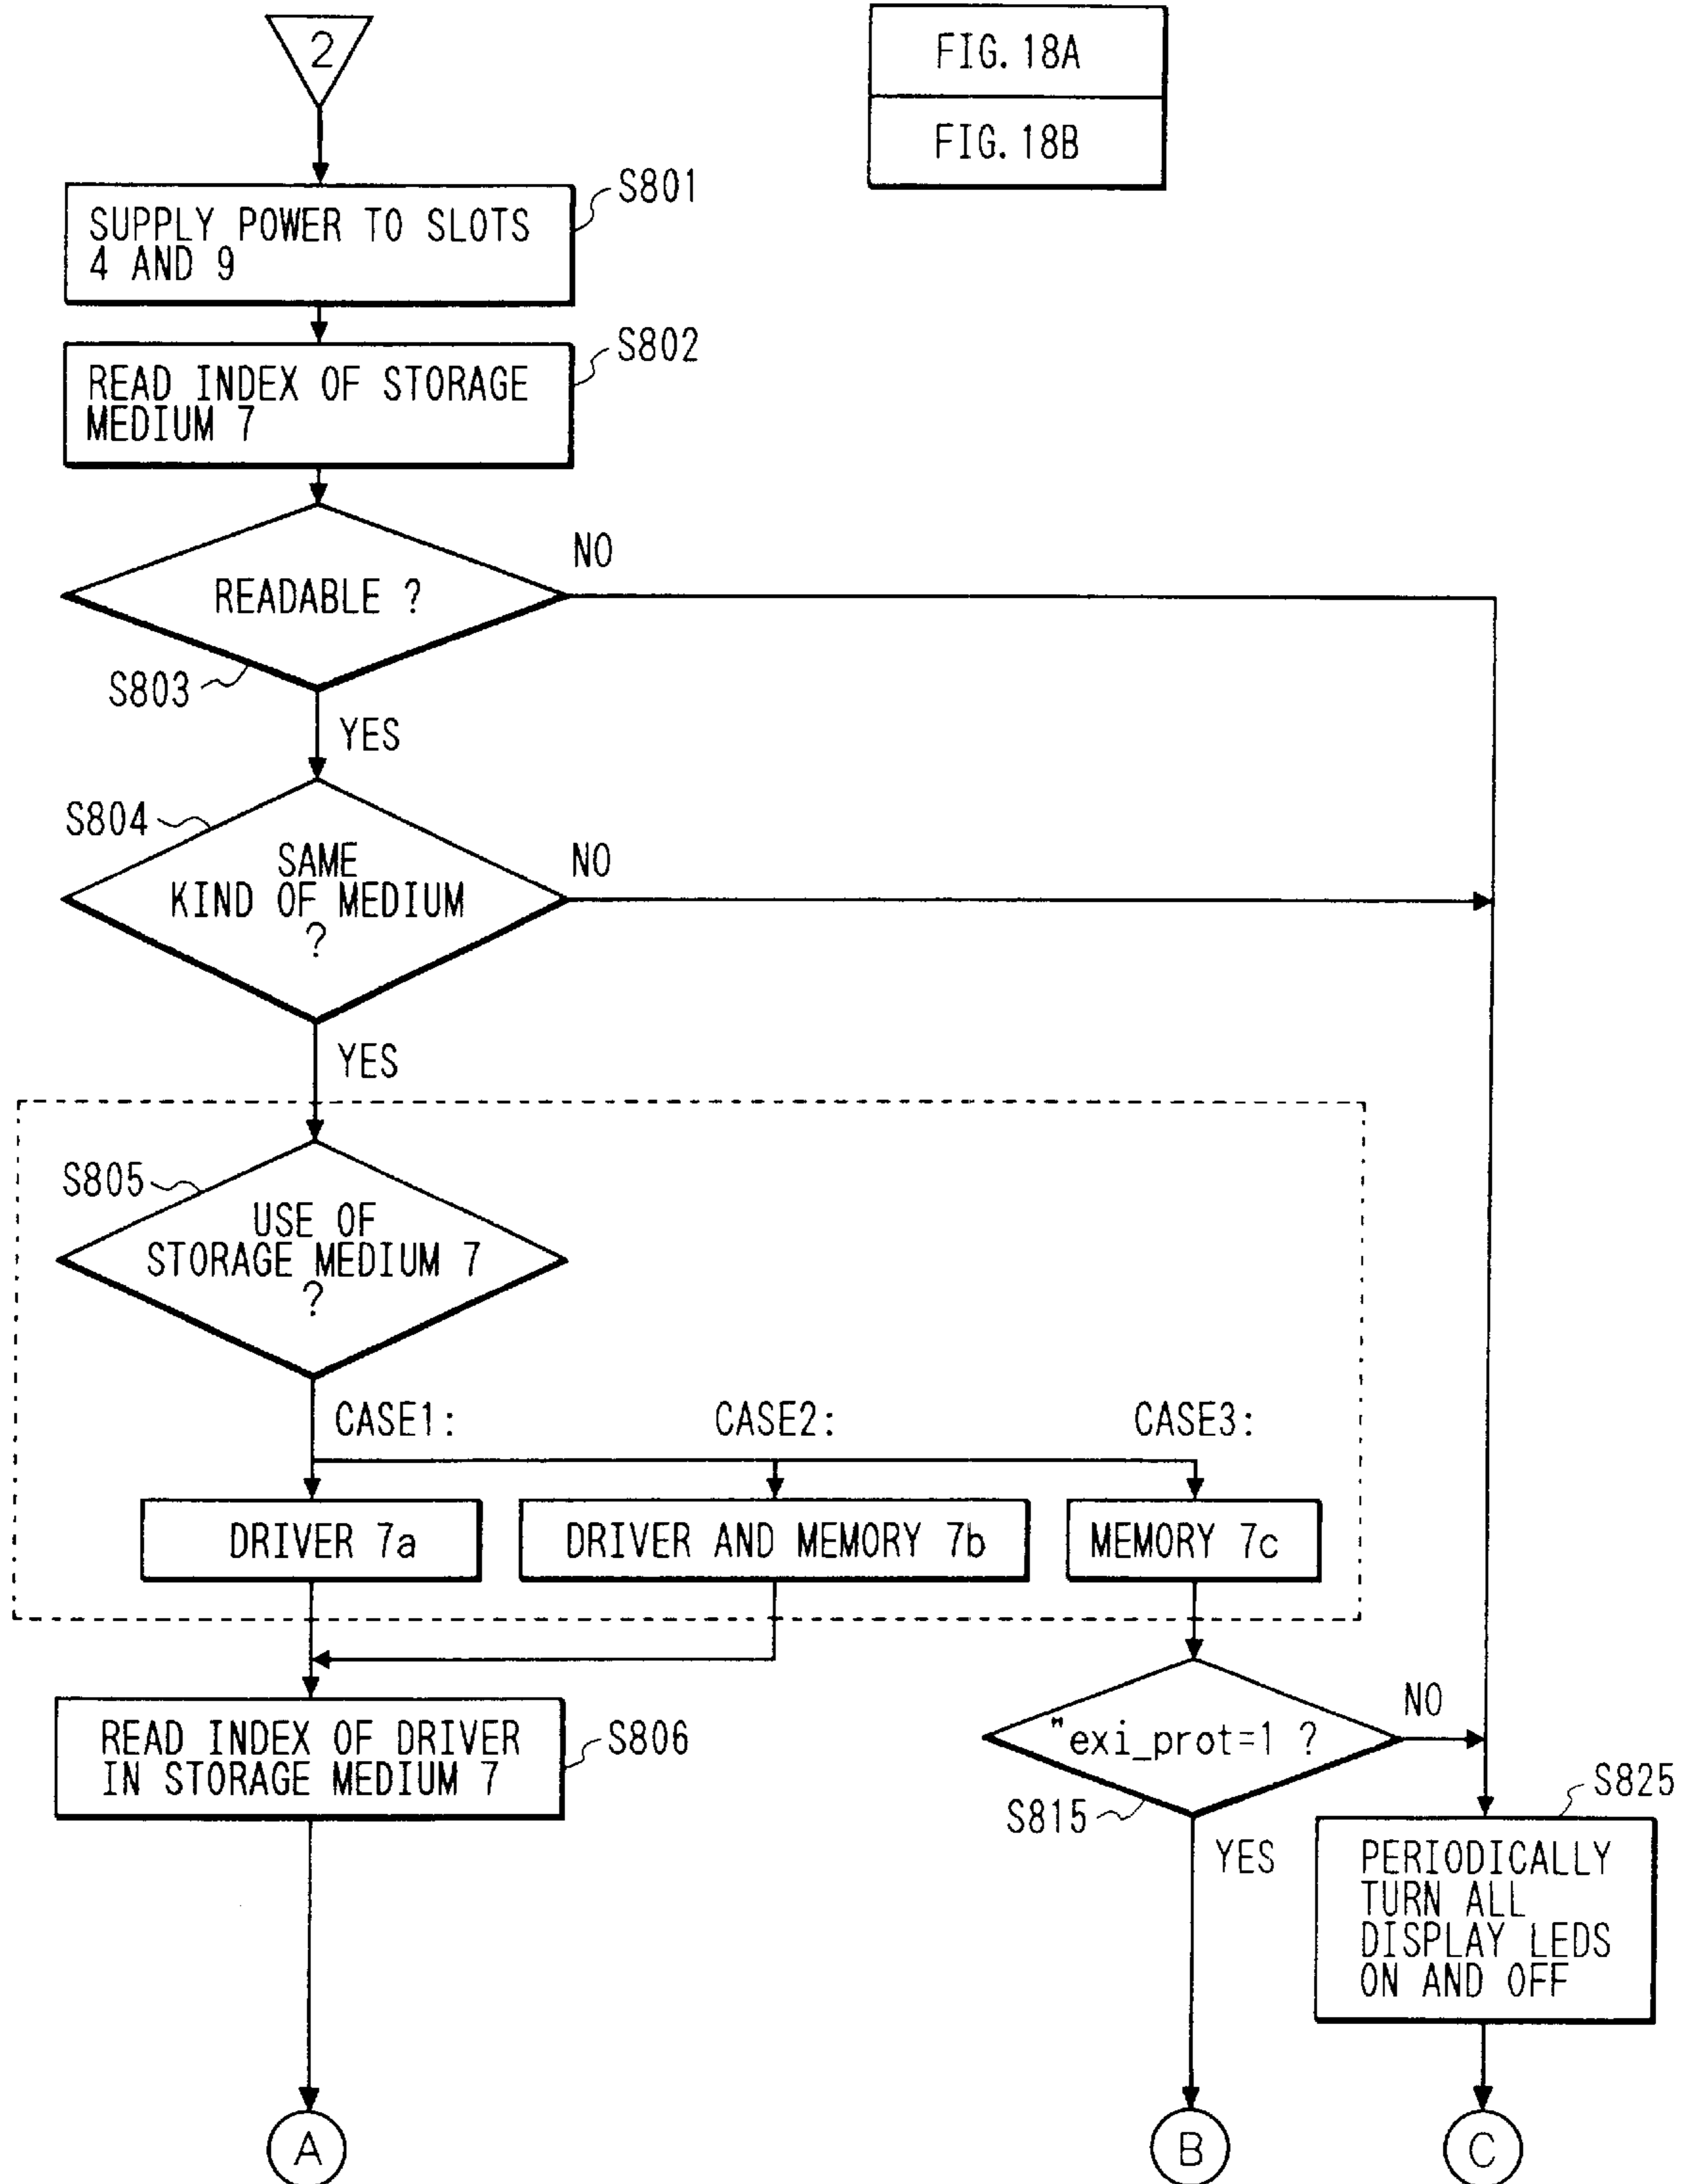 2
FIG. 18A
FIG. 18B
S801
SUPPLY POWER TO SLOTS
4 AND 9
S802
READ INDEX OF STORAGE
MEDIUM 7
NO
READABLE ?
S803
YES
S804
SAME
KIND OF MEDIUM
?
NO
YES
S805
USE OF
STORAGE MEDIUM 7
?
CASE1:
CASE2:
CASE3:
DRIVER 7a
DRIVER AND MEMORY 7b
MEMORY 7c
READ INDEX OF DRIVER
IN STORAGE MEDIUM 7
S806
"exi_prot=1 ?
NO
S815
YES
S825
PERIODICALLY
TURN ALL
DISPLAY LEDS
ON AND OFF
A
B
C